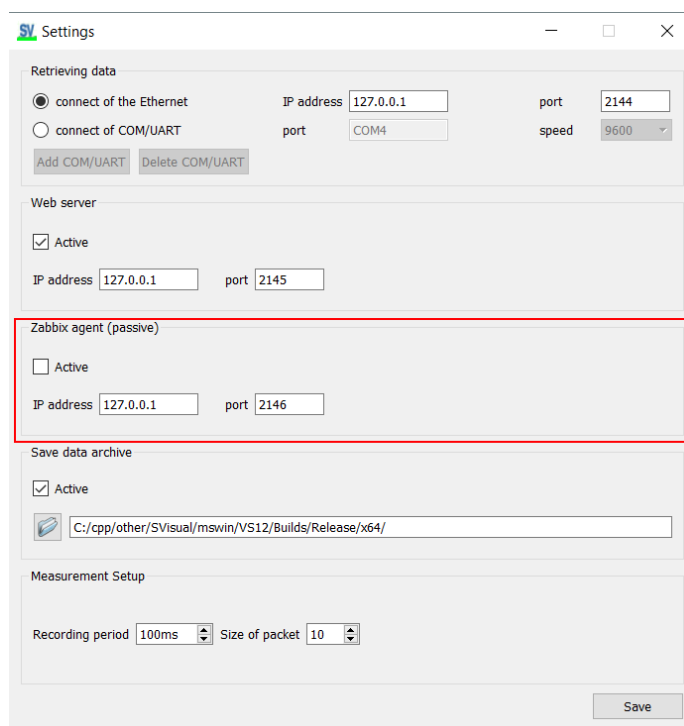 SV Settings
Retrieving data
connect of the Ethernet IP address 127.0.0.1 port 2144
connect of COM/UART port COM4 speed 9600
Add COM/UART Delete COM/UART
Web server
Active
IP address 127.0.0.1 port 2145
Zabbix agent (passive)
Active
IP address 127.0.0.1 port 2146
Save data archive
Active
C:/cpp/other/SVisual/mswin/VS12/Builds/Release/x64/
Measurement Setup
Recording period 100ms Size of packet 10
Save